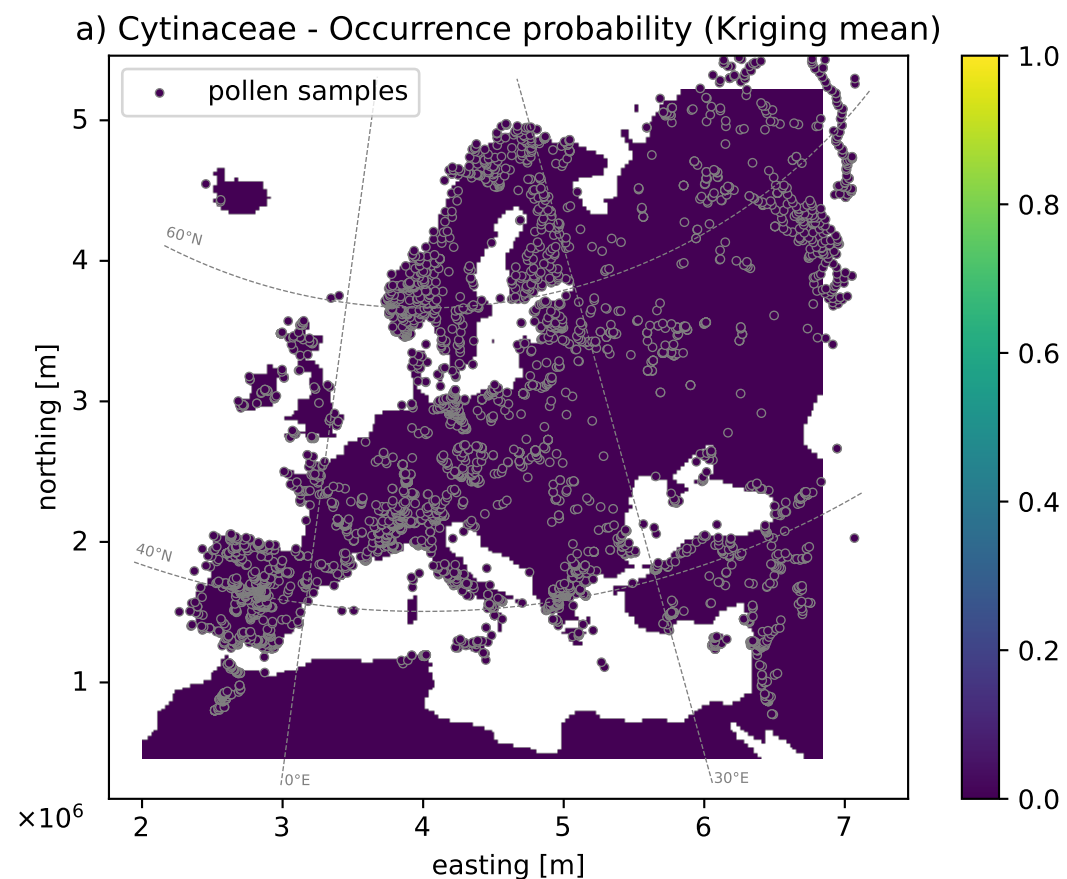 a) Cytinaceae - Occurrence probability (Kriging mean)
pollen samples
60°N
40°N
0°E
30°E
5
4
3
2
1
northing [m]
×10⁶
2 3 4 5 6 7
easting [m]
1.0
0.8
0.6
0.4
0.2
0.0